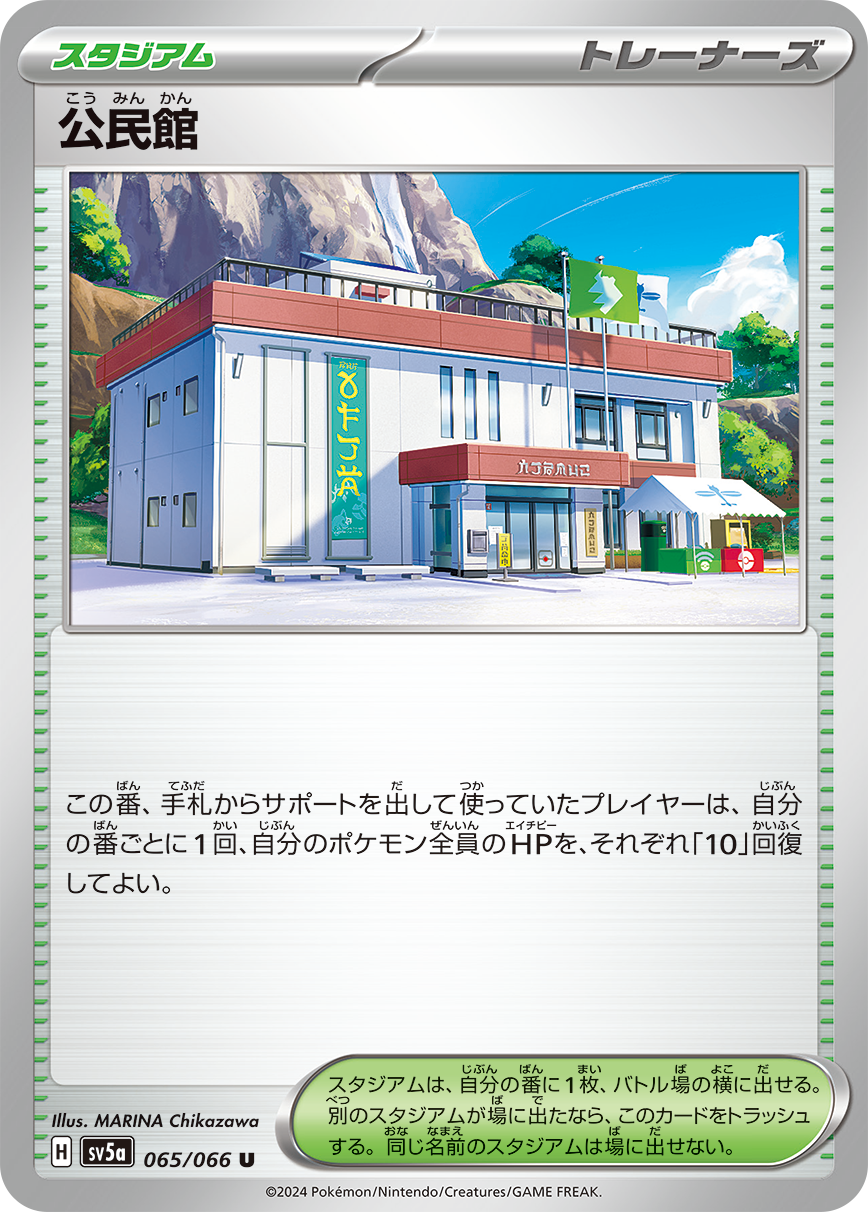 スタジアム
トレーナーズ
こうみんかん
公民館
この番、手札からサポートを出して使っていたプレイヤーは、自分
の番ごとに1回、自分のポケモン全員のHPを、それぞれ「10」回復
してよい。
スタジアムは、自分の番に1枚、バトル場の横に出せる。
別のスタジアムが場に出たなら、このカードをトラッシュ
する。同じ名前のスタジアムは場に出せない。
Illus. MARINA Chikazawa
H sv5a 065/066 U
©2024 Pokémon/Nintendo/Creatures/GAME FREAK.